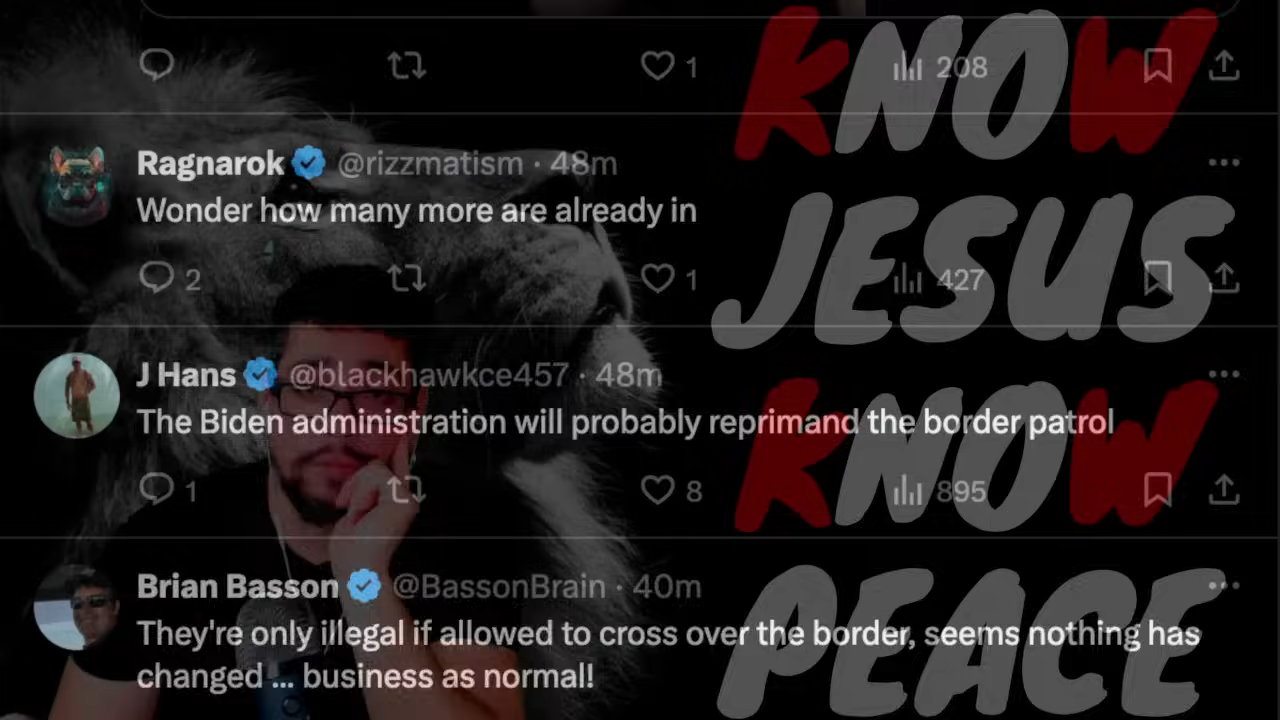 1
208
KNOW
Ragnarok @rizzmatism · 48m
Wonder how many more are already in
2
1
427
JESUS
J Hans @blackhawkce457 · 48m
The Biden administration will probably reprimand the border patrol
1
8
895
KNOW
Brian Basson @BassonBrain · 40m
They're only illegal if allowed to cross over the border, seems nothing has
changed ... business as normal!
PEACE